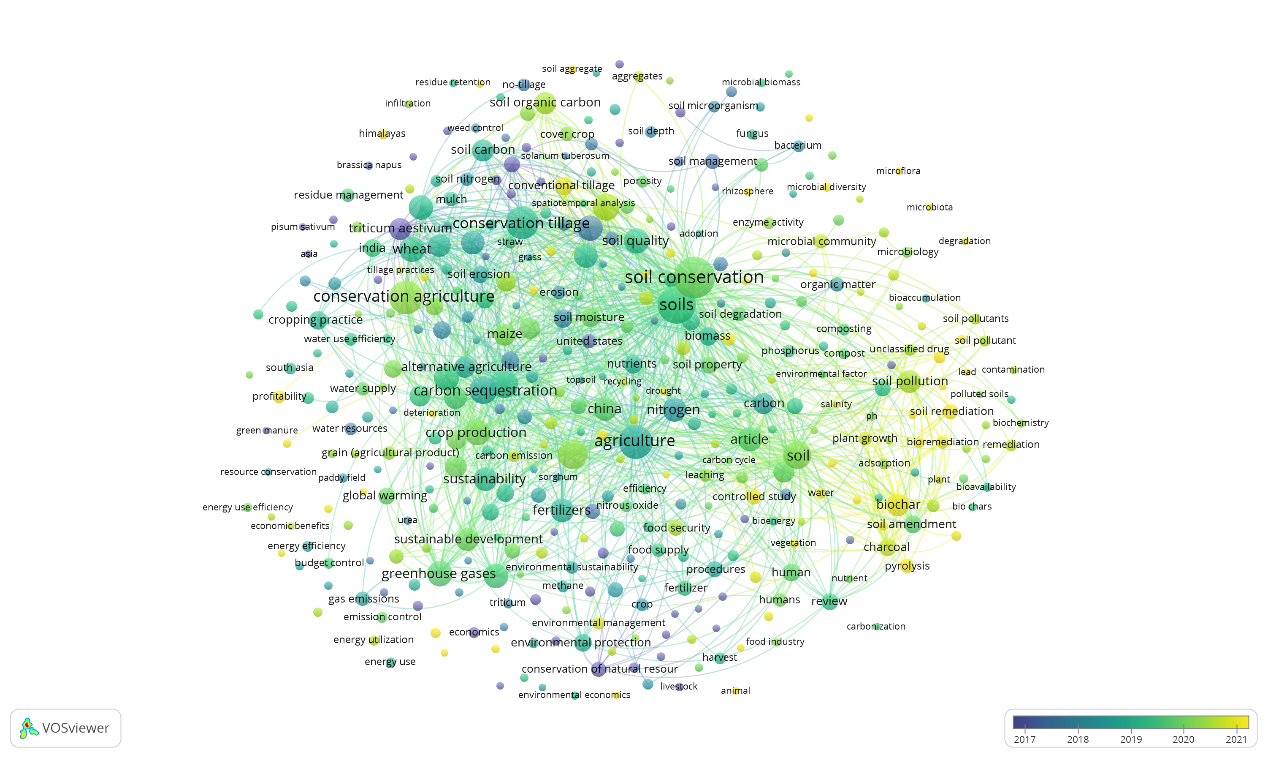 soil aggregate
aggregates
residue retention
no-tillage
microbial biomass
infiltration
soil organic carbon
soil microorganism
himalayas
weed control
cover crop
soil depth
fungus
bacterium
soil carbon
solanum tuberosum
brassica napus
soil management
microflora
soil nitrogen
conventional tillage
porosity
rhizosphere
microbial diversity
residue management
mulch
spatiotemporal analysis
microbiota
pisum sativum
triticum aestivum
conservation tillage
adoption
enzyme activity
asia
india
wheat
straw
soil quality
microbial community
degradation
grass
microbiology
tillage practices
soil erosion
soil conservation
organic matter
conservation agriculture
erosion
bioaccumulation
soils
cropping practice
soil moisture
soil degradation
soil pollutants
water use efficiency
maize
united states
biomass
composting
soil pollutant
phosphorus
compost
unclassified drug
south asia
alternative agriculture
nutrients
soil property
environmental factor
lead
contamination
water supply
carbon sequestration
topsoil
recycling
drought
soil pollution
profitability
polluted soils
deterioration
china
nitrogen
carbon
salinity
ph
soil remediation
green manure
water resources
crop production
agriculture
article
plant growth
bioremediation
biochemistry
remediation
grain (agricultural product)
carbon emission
carbon cycle
soil
adsorption
resource conservation
paddy field
sustainability
sorghum
leaching
plant
bioavailability
global warming
efficiency
controlled study
water
energy use efficiency
nitrous oxide
biochar
bio chars
economic benefits
urea
fertilizers
food security
bioenergy
soil amendment
energy efficiency
sustainable development
food supply
vegetation
charcoal
budget control
greenhouse gases
environmental sustainability
procedures
human
nutrient
pyrolysis
gas emissions
methane
fertilizer
triticum
crop
humans
review
emission control
environmental management
carbonization
energy utilization
economics
environmental protection
food industry
energy use
conservation of natural resour
harvest
environmental economics
livestock
animal
VOSviewer
2017 2018 2019 2020 2021